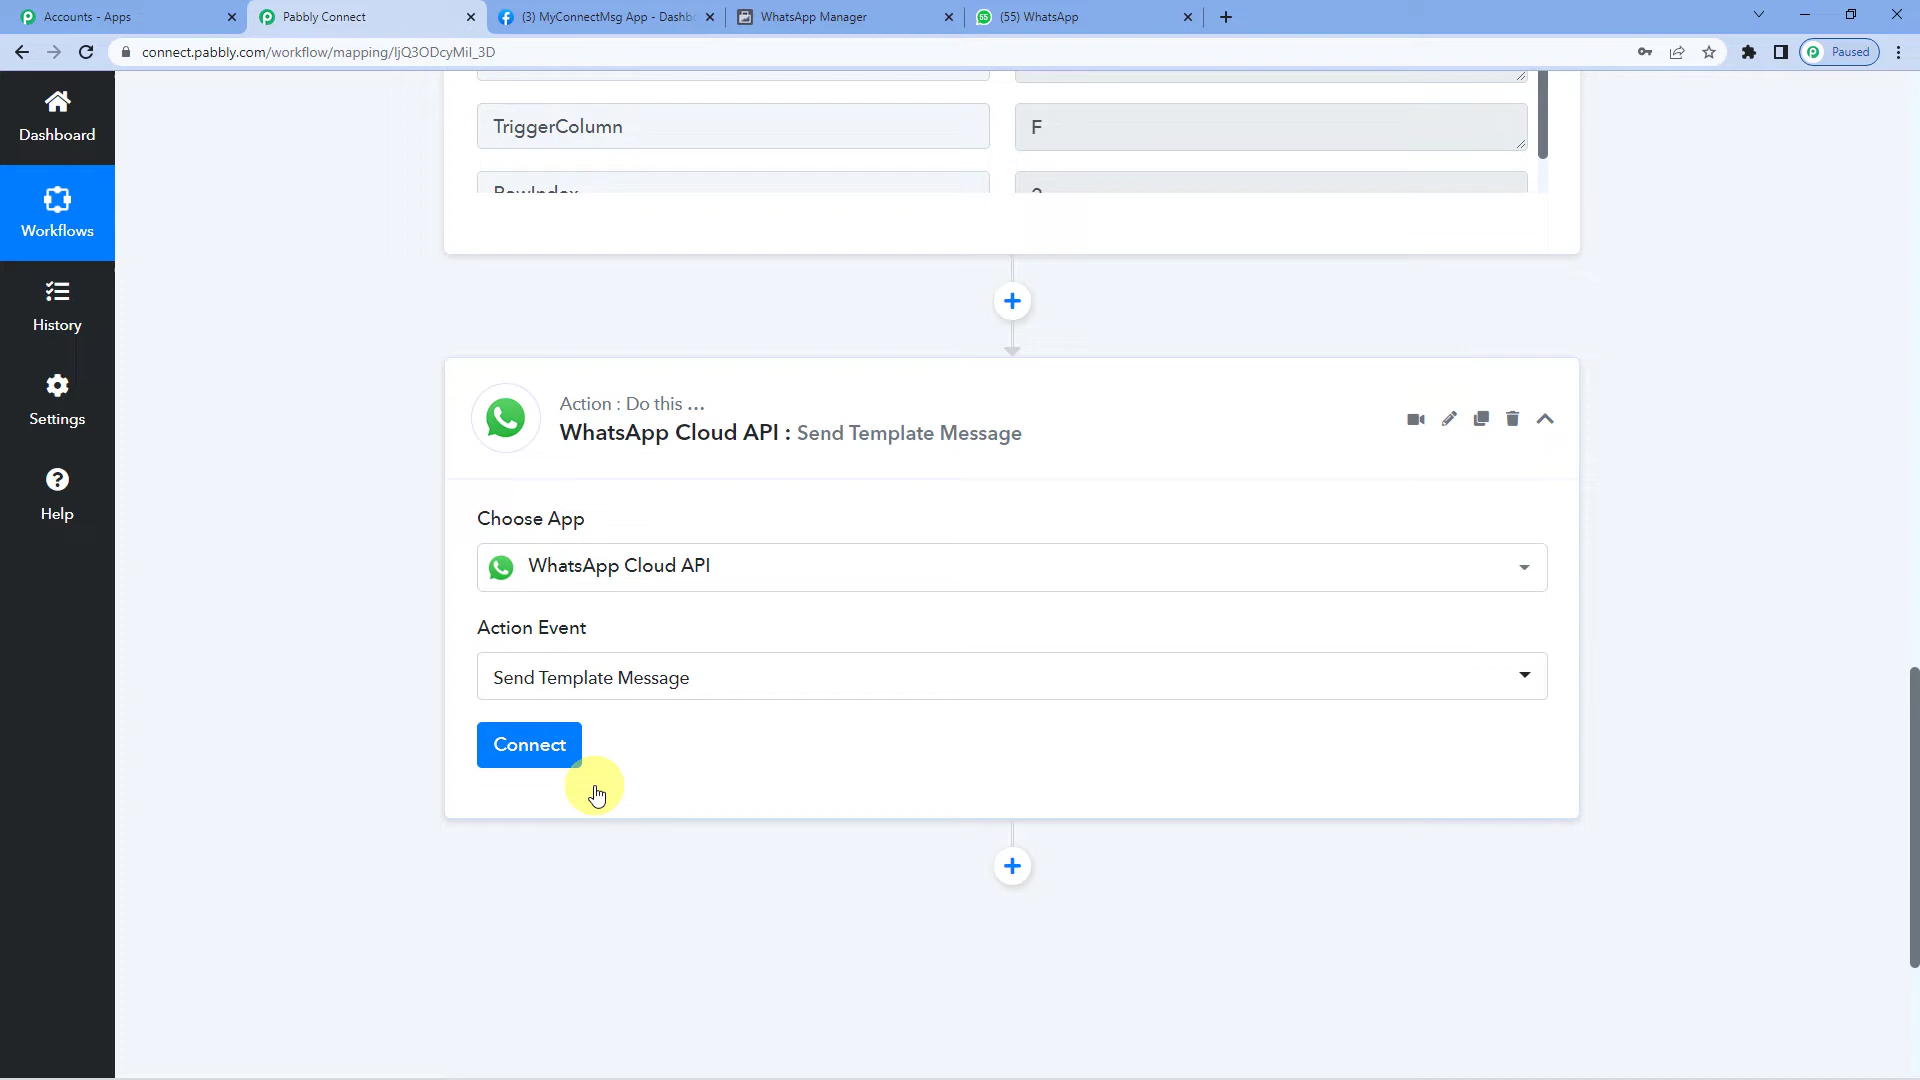 Accounts - Apps
Pabbly Connect
(3) MyConnectMsg App - Dashb
WhatsApp Manager
55
(55) WhatsApp
connect.pabbly.com/workflow/mapping/IjQ3ODcyMiI_3D
Paused
Dashboard
Workflows
History
Settings
Help
TriggerColumn
F
RowIndex
Action : Do this ...
WhatsApp Cloud API : Send Template Message
Choose App
WhatsApp Cloud API
Action Event
Send Template Message
Connect